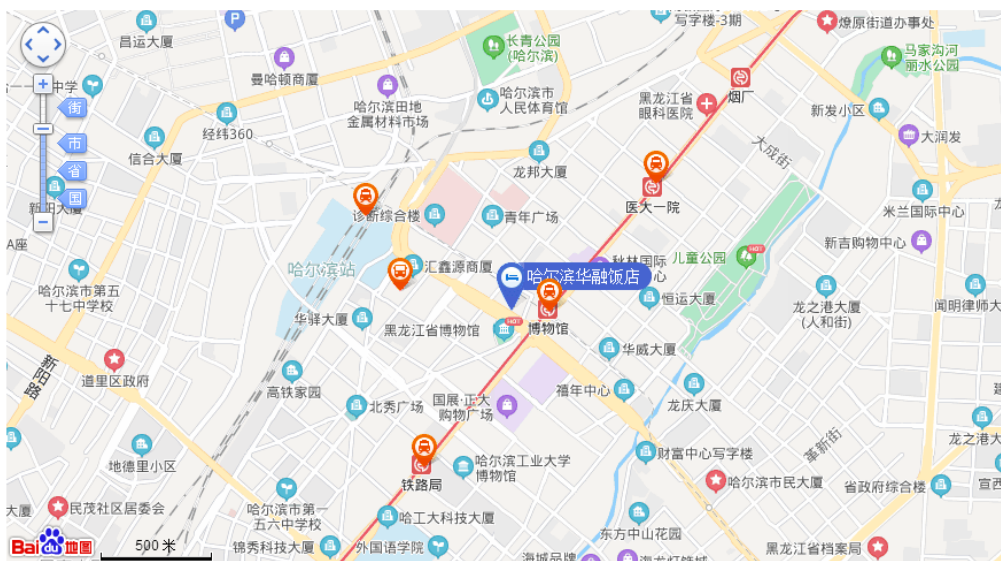 写字楼-3期
燎原街道办事处
昌运大厦
P
长青公园
(哈尔滨)
马家沟河
丽水公园
曼哈顿商厦
烟厂
中学
哈尔滨市
人民体育馆
黑龙江省
眼科医院
新发小区
街
哈尔滨田地
金属材料市场
经纬360
大润发
市
信合大厦
大成街
龙邦大厦
省
新阳大厦
国
医大一院
米兰国际中心
诊断综合楼
青年广场
A座
新吉购物中心
哈尔滨站
汇鑫源商厦
秋林国际
心
儿童公园
HOT
哈尔滨华融饭店
哈尔滨市第五
十七中学校
恒运大厦
龙之港大厦
(人和街)
闻明律师大
华驿大厦
黑龙江省博物馆
HOT
博物馆
华威大厦
新阳路
道里区政府
高铁家园
禧年中心
北秀广场
国展·正大
购物广场
龙庆大厦
革新街
龙之港大
财富中心写字楼
地德里小区
哈尔滨工业大学
博物馆
铁路局
哈尔滨市民大厦
省政府综合楼
宣西
大厦
民茂社区居委会
哈尔滨市第一
五六中学校
哈工大科技大厦
东方中山花园
Bai 地图
500米
锦秀科技大厦
外国语学院
海城品牌
黑龙江省档案局